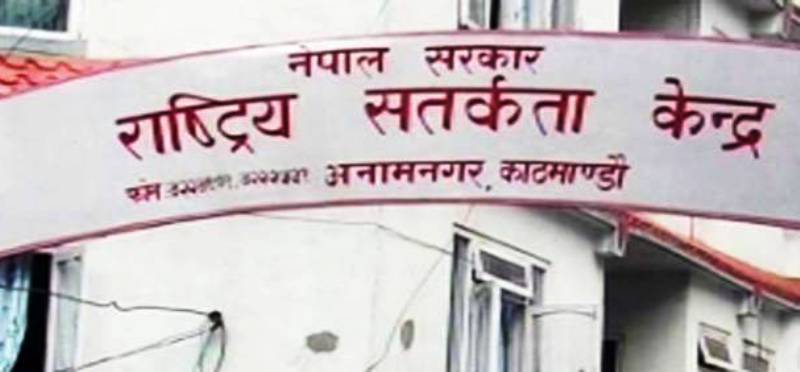 नेपाल सरकार
राष्ट्रिय सतर्कता केन्द्र
फोन अनामनगर, काठमाण्डौ